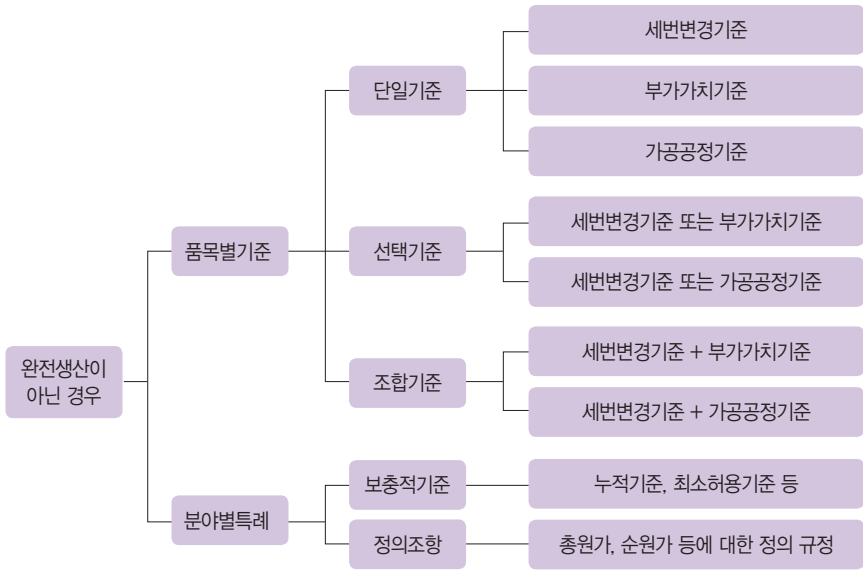 완전생산이
아닌 경우
품목별기준
단일기준
세번변경기준
부가가치기준
가공공정기준
선택기준
세번변경기준 또는 부가가치기준
세번변경기준 또는 가공공정기준
조합기준
세번변경기준 + 부가가치기준
세번변경기준 + 가공공정기준
분야별특례
보충적기준
누적기준, 최소허용기준 등
정의조항
총원가, 순원가 등에 대한 정의 규정